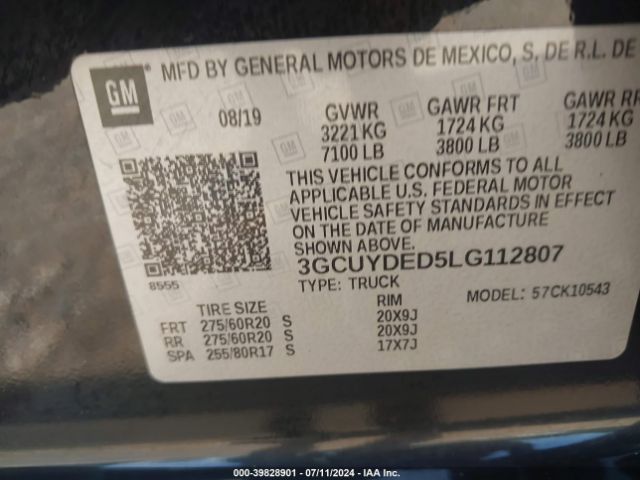 GM
MFD BY GENERAL MOTORS DE MEXICO, S. DE R.L. DE
08/19 GVWR GAWR FRT GAWR RR
3221 KG 1724 KG 1724 KG
7100 LB 3800 LB 3800 LB
THIS VEHICLE CONFORMS TO ALL
APPLICABLE U.S. FEDERAL MOTOR
VEHICLE SAFETY STANDARDS IN EFFECT
ON THE DATE OF MANUFACTURE
SHOWN ABOVE.
8555
3GCUYDED5LG112807
TYPE: TRUCK MODEL: 57CK10543
TIRE SIZE RIM
FRT 275/60R20 S 20X9J
RR 275/60R20 S 20X9J
SPA 255/80R17 S 17X7J
000-39828901 - 07/11/2024 - IAA Inc.